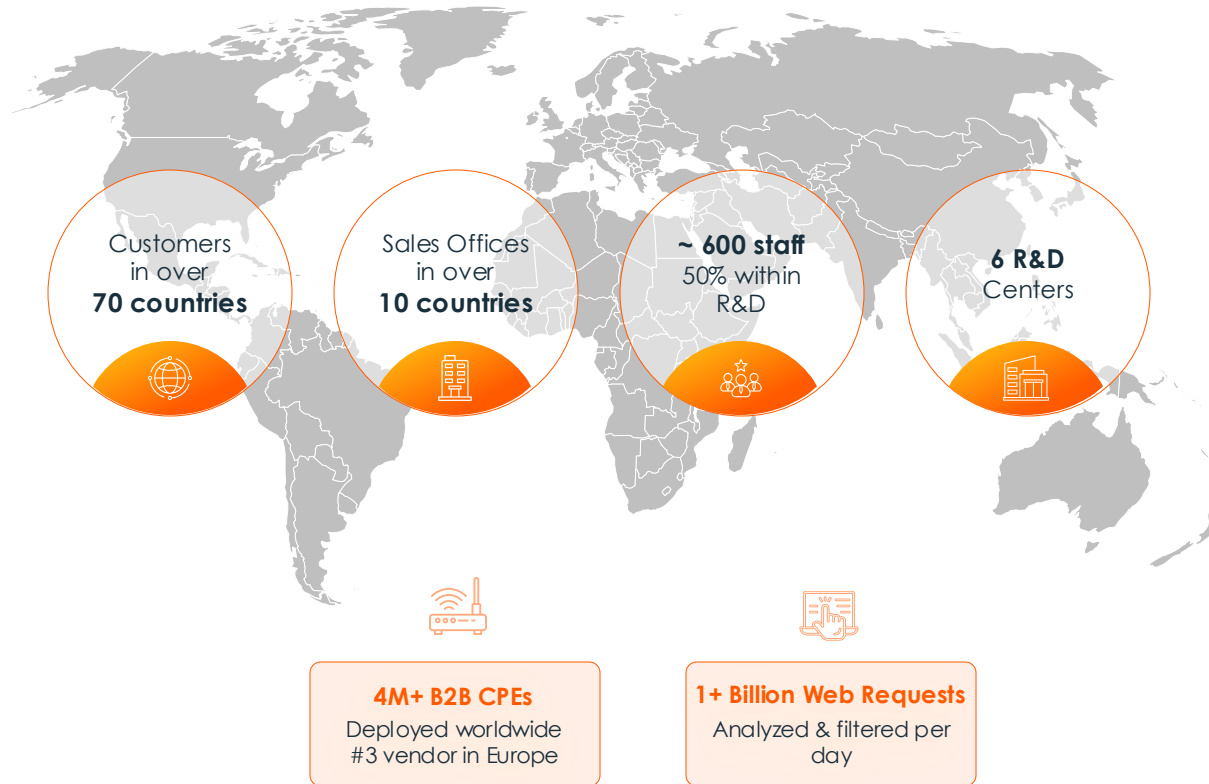 Customers
in over
70 countries
Sales Offices
in over
10 countries
~ 600 staff
50% within
R&D
6 R&D
Centers
4M+ B2B CPEs
Deployed worldwide
#3 vendor in Europe
1+ Billion Web Requests
Analyzed & filtered per
day